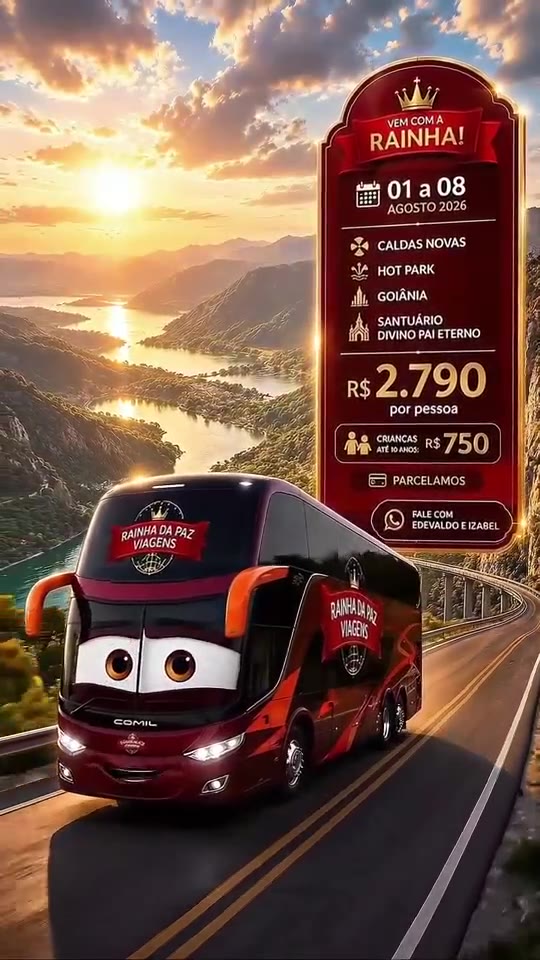 VEM COM A
RAINHA!
01 a 08
AGOSTO 2026
CALDAS NOVAS
HOT PARK
GOIÂNIA
SANTUÁRIO
DIVINO PAI ETERNO
R$ 2.790
por pessoa
CRIANÇAS
ATÉ 10 ANOS:
R$ 750
PARCELAMOS
FALE COM
EDEVALDO E IZABEL
RAINHA DA PAZ
VIAGENS
RAINHA DA PAZ
VIAGENS
COMIL